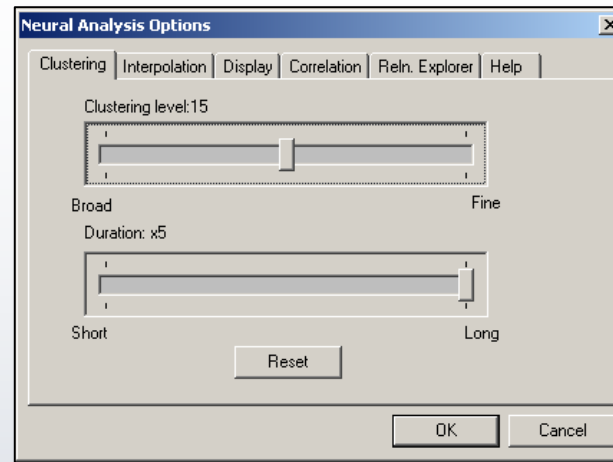 Neural Analysis Options
Clustering Interpolation Display Correlation Reln. Explorer Help
Clustering level:15
Broad Fine
Duration: x5
Short Long
Reset
OK Cancel